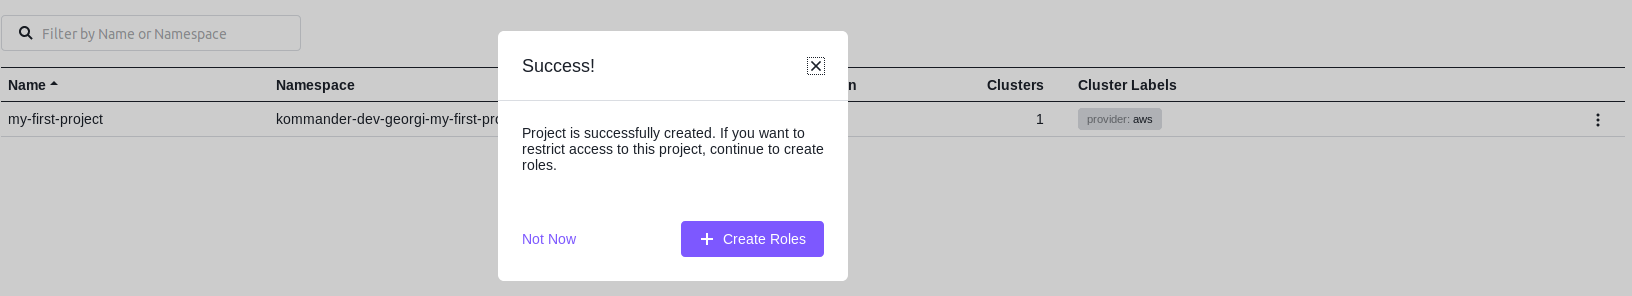 Filter by Name or Namespace
Success!
Name Namespace Clusters Cluster Labels
my-first-project kommander-dev-georgi-my-first-pro 1 provider: aws
Project is successfully created. If you want to
restrict access to this project, continue to create
roles.
Not Now Create Roles